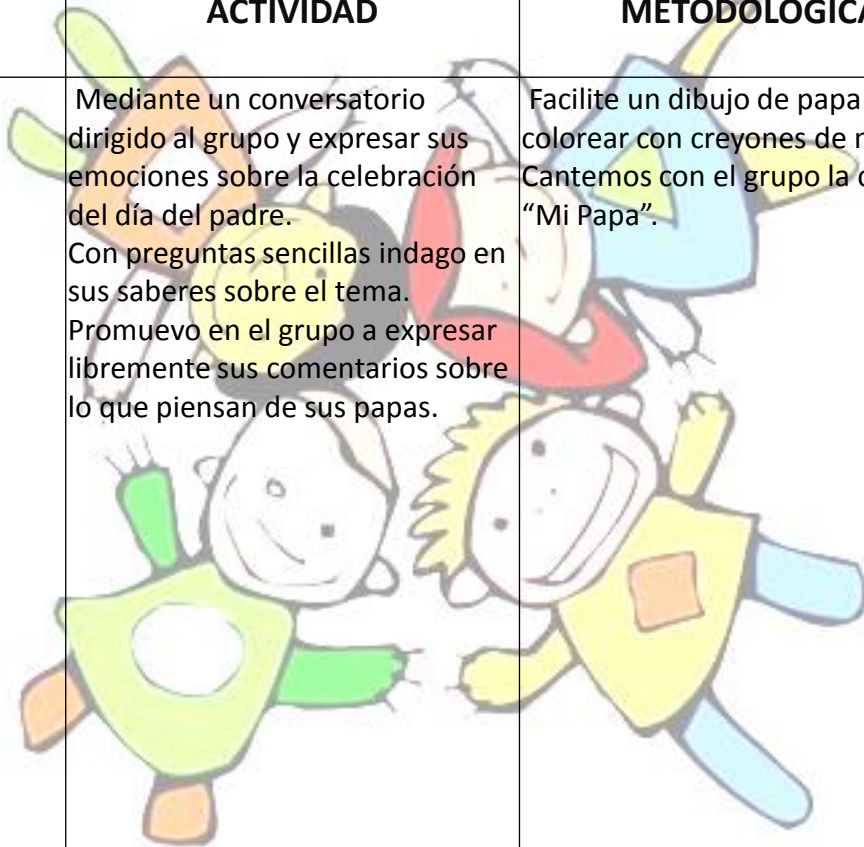 ACTIVIDAD
METODOLOGICA
Mediante un conversatorio
dirigido al grupo y expresar sus
emociones sobre la celebración
del día del padre.
Con preguntas sencillas indago en
sus saberes sobre el tema.
Promuevo en el grupo a expresar
libremente sus comentarios sobre
lo que piensan de sus papas.
Facilite un dibujo de papa
colorear con creyones de
Cantemos con el grupo la
“Mi Papa”.